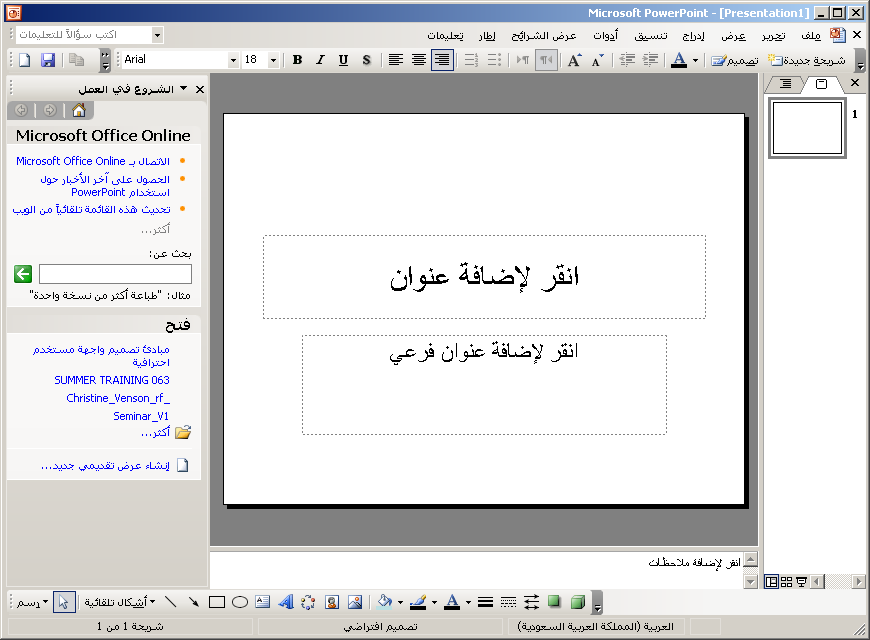 Microsoft PowerPoint - [Presentation1]
ملف تحرير عرض إدراج تنسيق أدوات عرض الشرائح إطار تعليمات
اكتب سؤالاً للتعليمات
Arial 18 B I U S A A A تصميم شريحة جديدة
الشروع في العمل
Microsoft Office Online
الاتصال بـ Microsoft Office Online
الحصول على آخر الأخبار حول
استخدام PowerPoint
تحديث هذه القائمة تلقائياً من الويب
أكثر...
بحث عن:
مثال: "طباعة أكثر من نسخة واحدة"
فتح
مبادئ تصميم واجهة مستخدم
احترافية
SUMMER TRAINING 063
Christine_Venson_rf_
Seminar_V1
أكثر...
إنشاء عرض تقديمي جديد...
انقر لإضافة عنوان
انقر لإضافة عنوان فرعي
1
انقر لإضافة ملاحظات
رسم أشكال تلقائية A
شريحة 1 من 1
تصميم افتراضي
العربية (المملكة العربية السعودية)